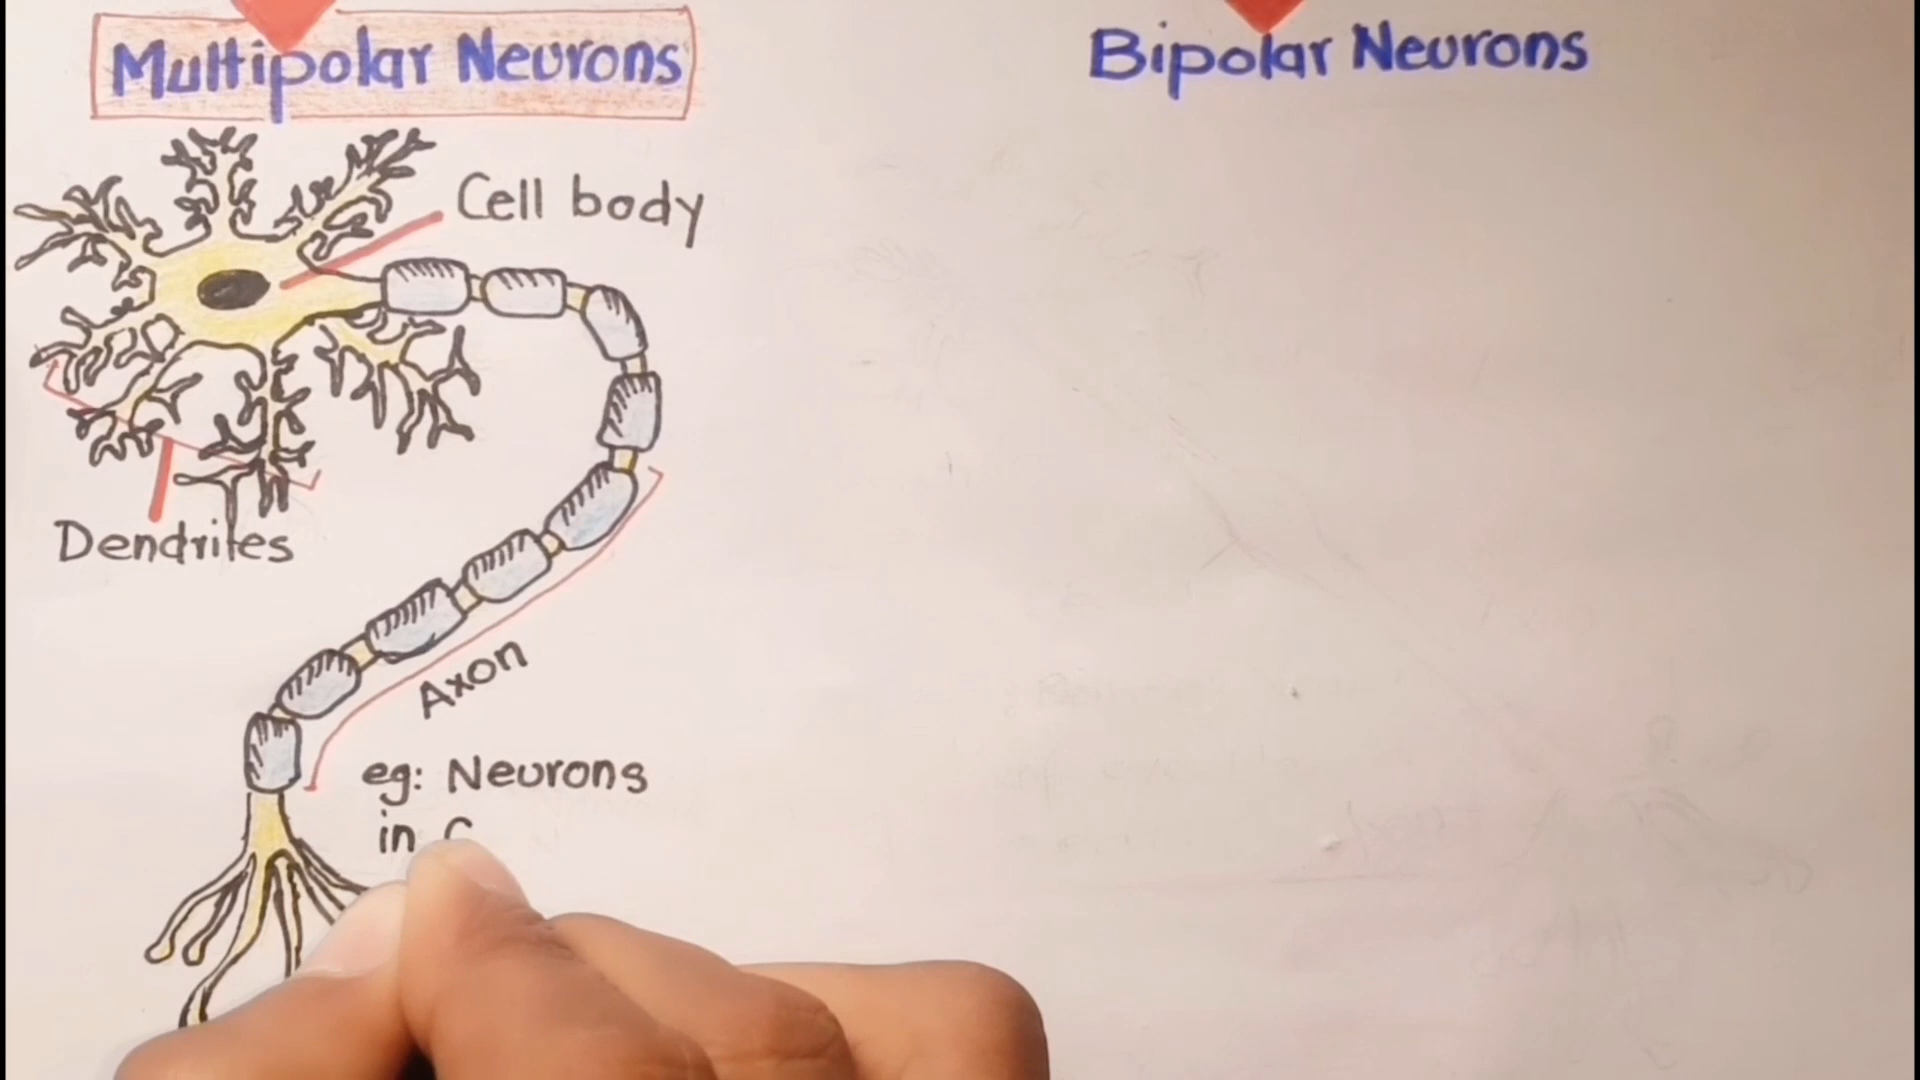 Multipolar Neurons
Bipolar Neurons
Cell body
Dendrites
Axon
eg: Neurons
in